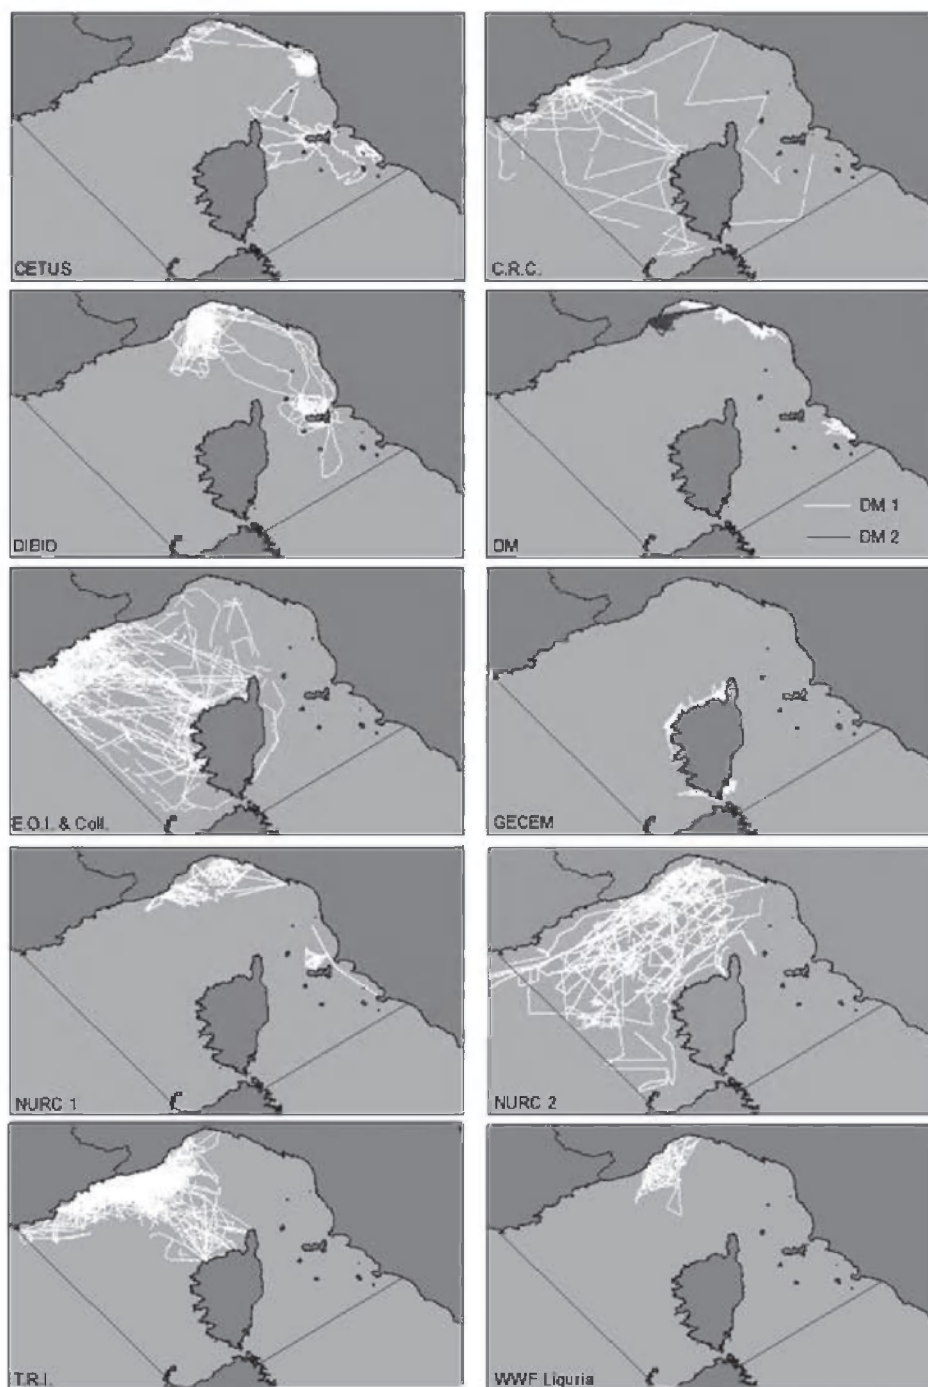 CETUS
C.R.C.
DIBIO
DM 1
DM 2
DM
E.O.I. & Coll.
GECEM
NURC 1
NURC 2
T.R.I.
WWF Liguria